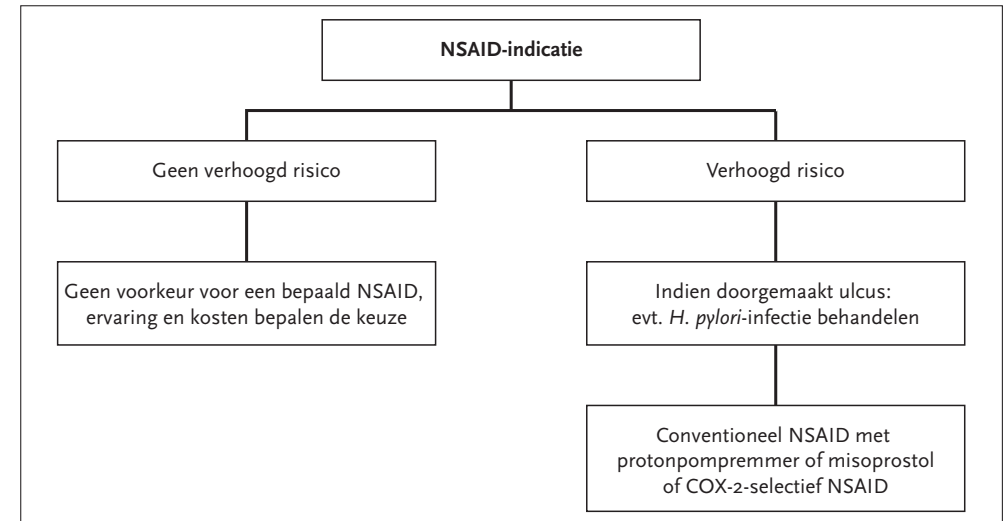 NSAID-indicatie
Geen verhoogd risico
Verhoogd risico
Geen voorkeur voor een bepaald NSAID,
ervaring en kosten bepalen de keuze
Indien doorgemaakt ulcus:
evt. H. pylori-infectie behandelen
Conventioneel NSAID met
protonpompremmer of misoprostol
of COX-2-selectief NSAID